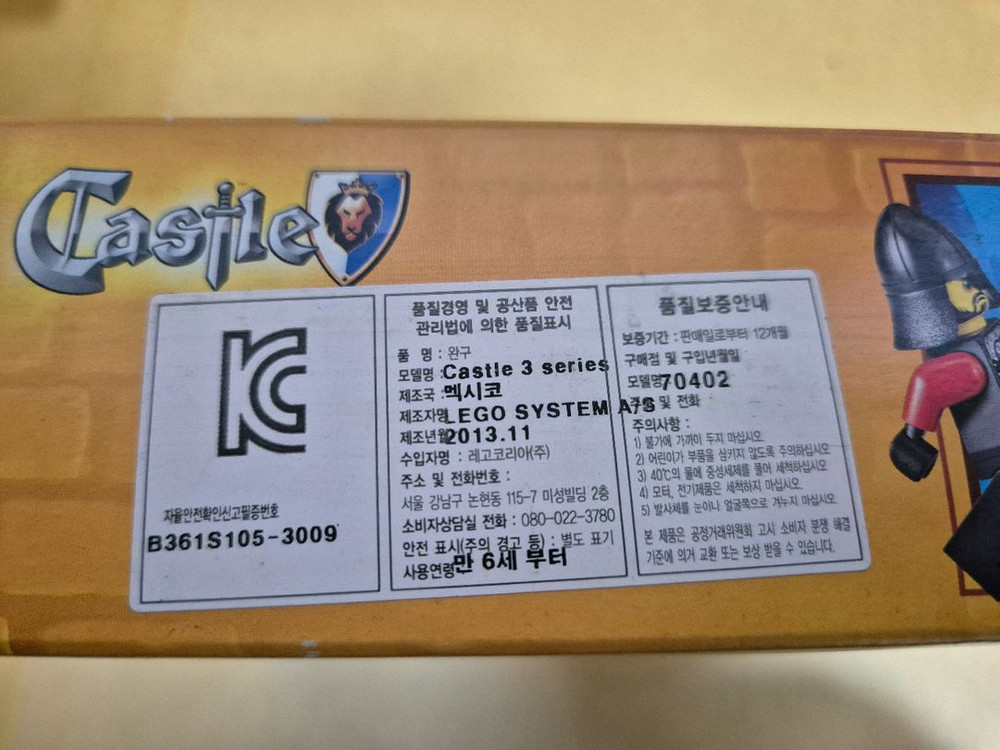 Castle
자율안전확인신고필증번호
B361S105-3009
품질경영 및 공산품 안전
관리법에 의한 품질표시
품 명 : 완구
모델명 : Castle 3 series
제조국 : 멕시코
제조자명 LEGO SYSTEM A/S
제조년월 2013.11
수입자명 : 레고코리아(주)
주소 및 전화번호 :
서울 강남구 논현동 115-7 미성빌딩 2층
소비자상담실 전화 : 080-022-3780
안전 표시(주의 경고 등) : 별도 표기
사용연령 만 6세 부터
품질보증안내
보증기간 : 판매일로부터 12개월
구매점 및 구입년월일
모델명 70402
주소 및 전화
주의사항 :
1) 불가에 가까이 두지 마십시오.
2) 어린이가 부품을 삼키지 않도록 주의하십시오
3) 40℃의 물에 중성세제를 풀어 세척하십시오
4) 모터, 전기제품은 세척하지 마십시오.
5) 발사체를 눈이나 얼굴쪽으로 겨누지 마십시오.
본 제품은 공정거래위원회 고시 소비자 분쟁 해결
기준에 의거 교환 또는 보상 받을 수 있습니다.